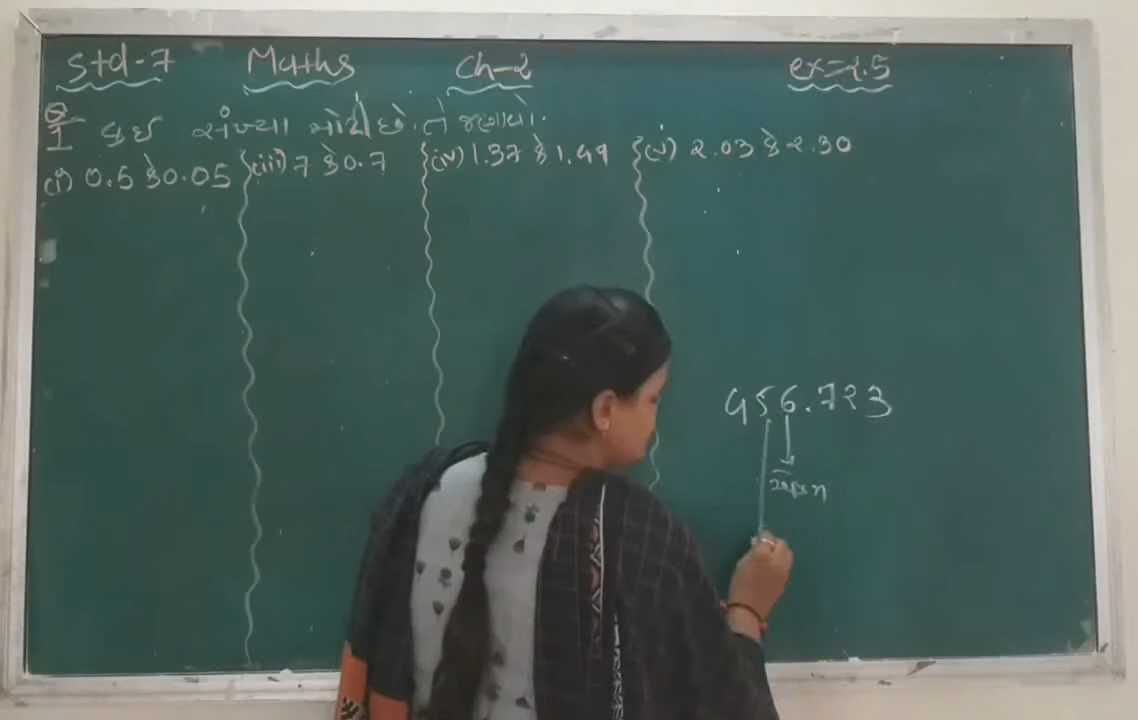 Std-7 Maths Ch-2 ex=2.5
Q 1 કઈ સંખ્યા મોટી છે તે જણાવો.
(i) 0.5 કે 0.05 (iii) 7 કે 0.7 (iv) 1.37 કે 1.49 (v) 2.03 કે 2.30
456.723
એકમ